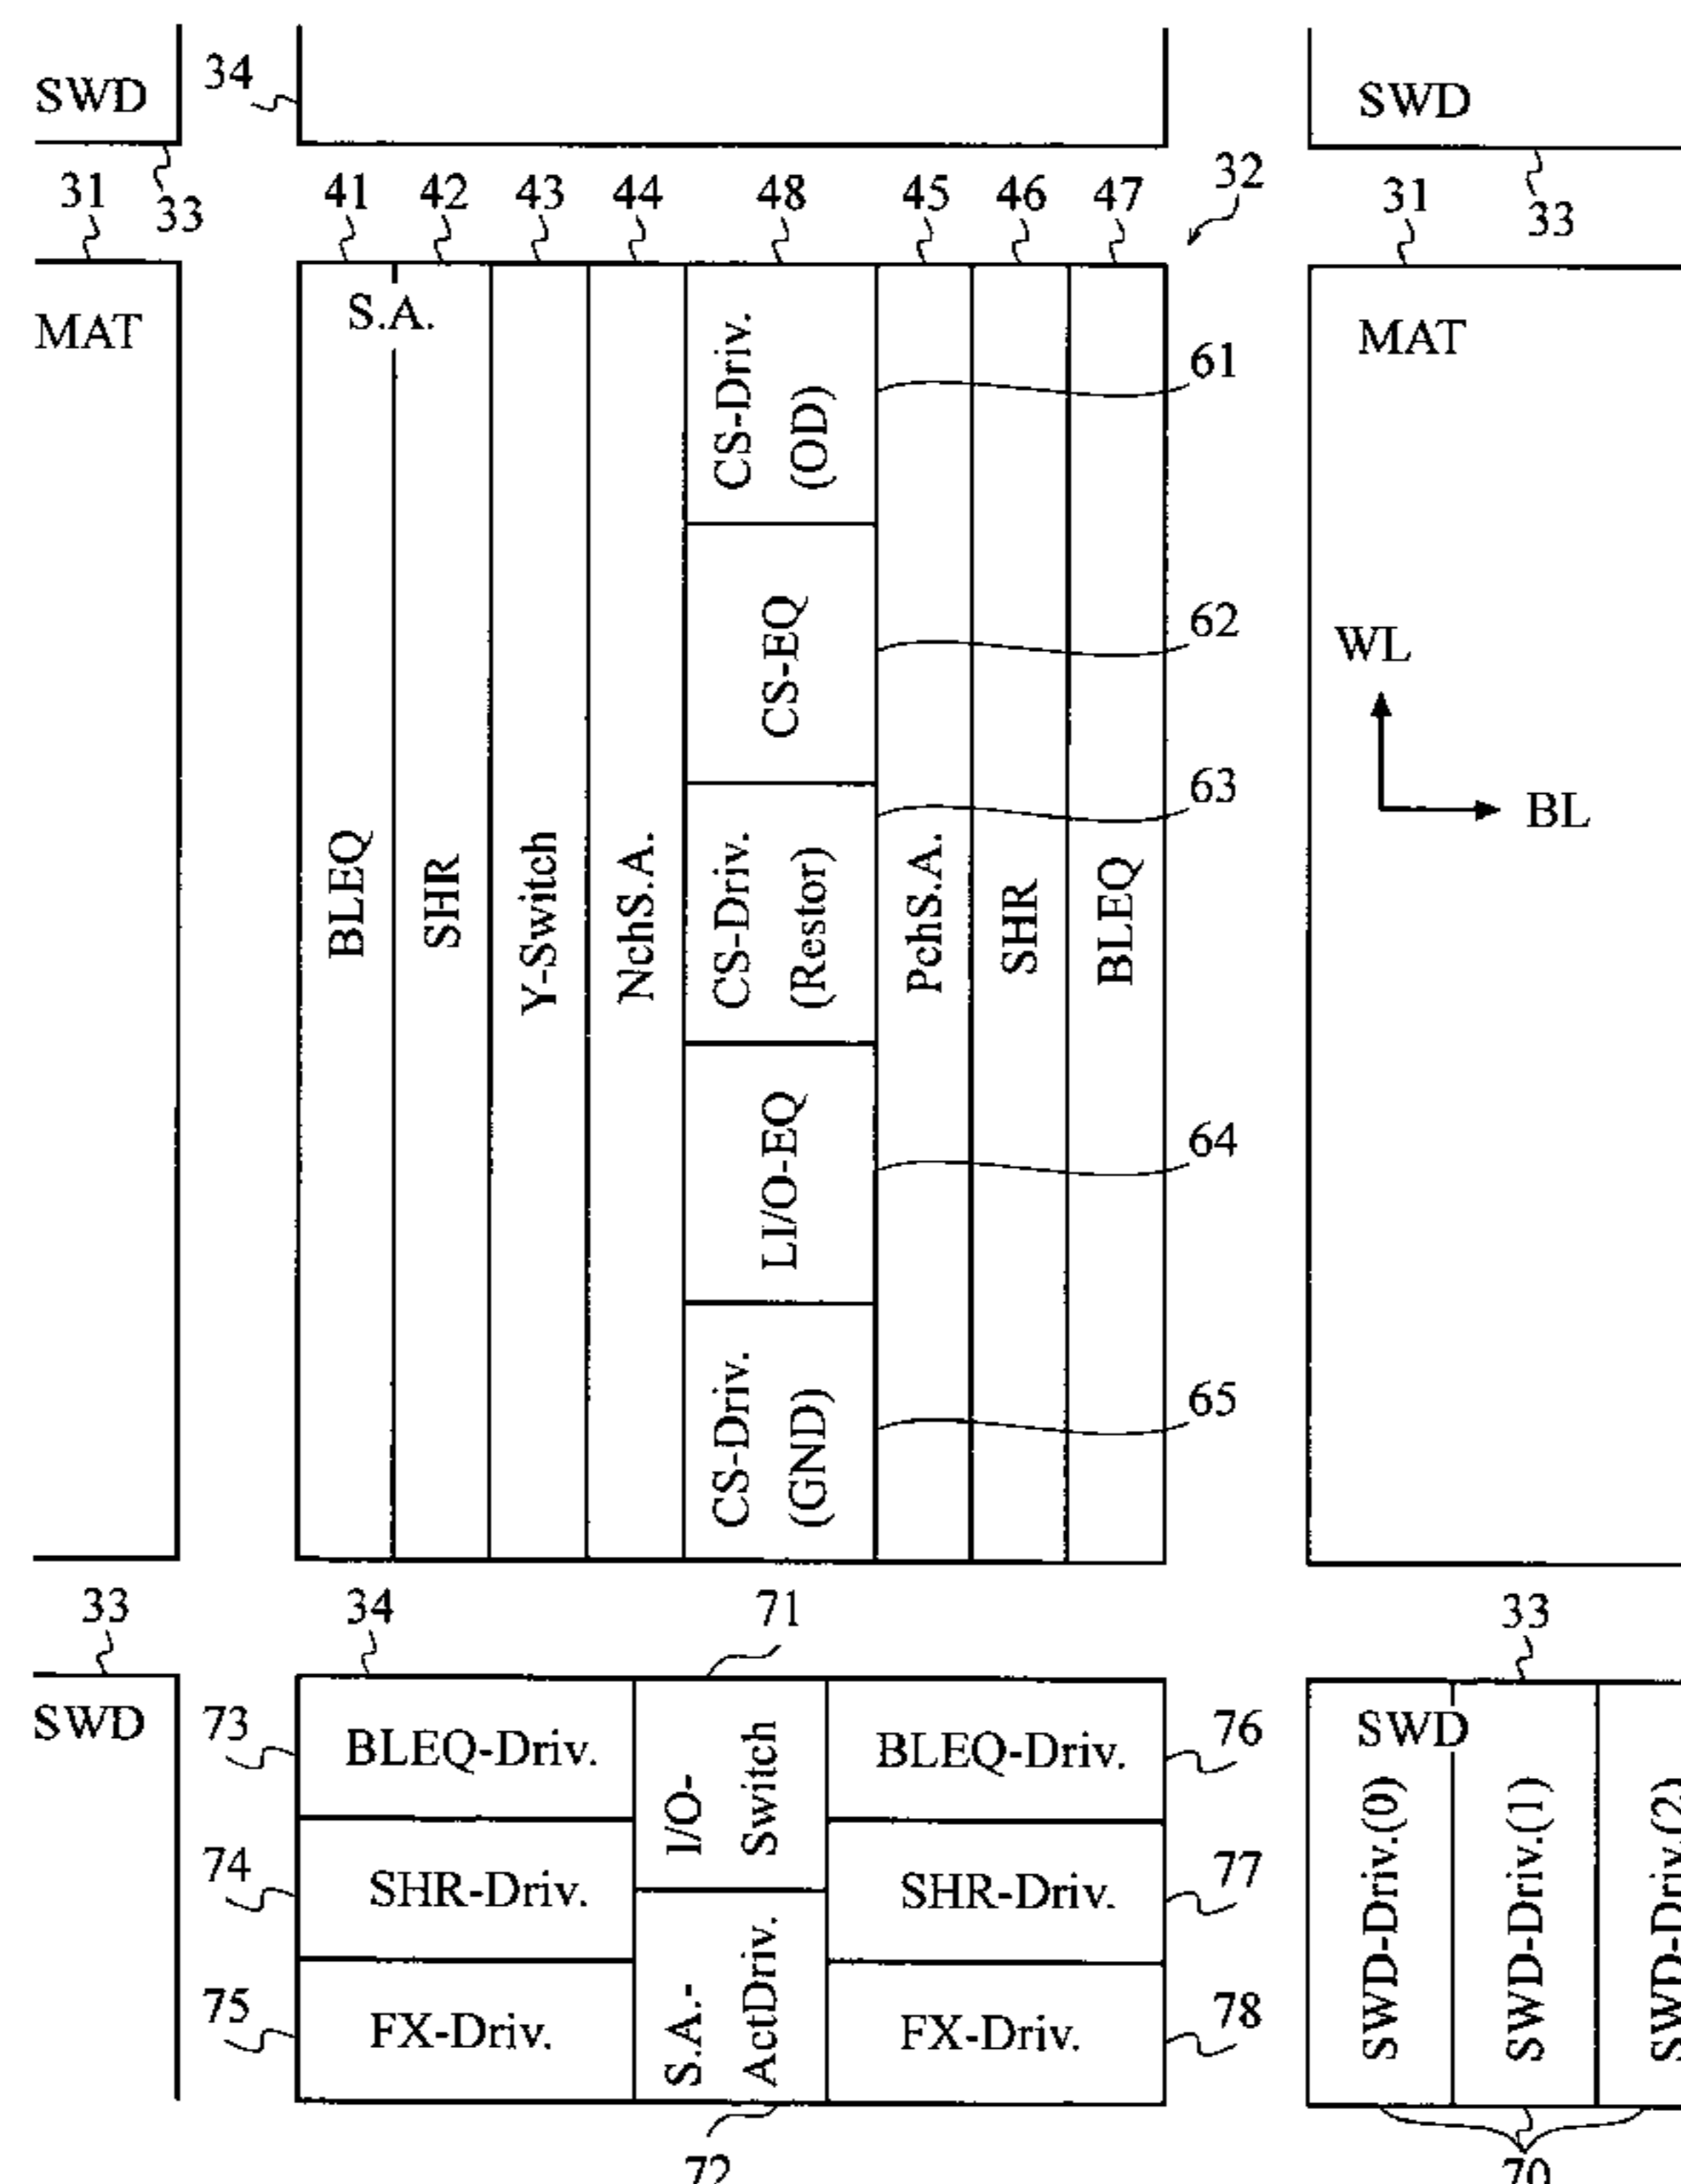 SWD
34
SWD
33
33
31
41
42
43
44
48
45
46
47
32
31
MAT
S.A.
MAT
BLEQ
SHR
Y-Switch
NchS.A.
CS-Driv.
(OD)
CS-EQ
CS-Driv.
(Restor)
LI/O-EQ
CS-Driv.
(GND)
PchS.A.
SHR
BLEQ
61
62
63
64
65
WL
BL
33
34
71
33
SWD
73
BLEQ-Driv.
74
SHR-Driv.
75
FX-Driv.
I/O-
Switch
S.A.-
ActDriv.
BLEQ-Driv.
76
SHR-Driv.
77
FX-Driv.
78
SWD
SWD-Driv.(0)
SWD-Driv.(1)
SWD-Driv.(2)
72
70